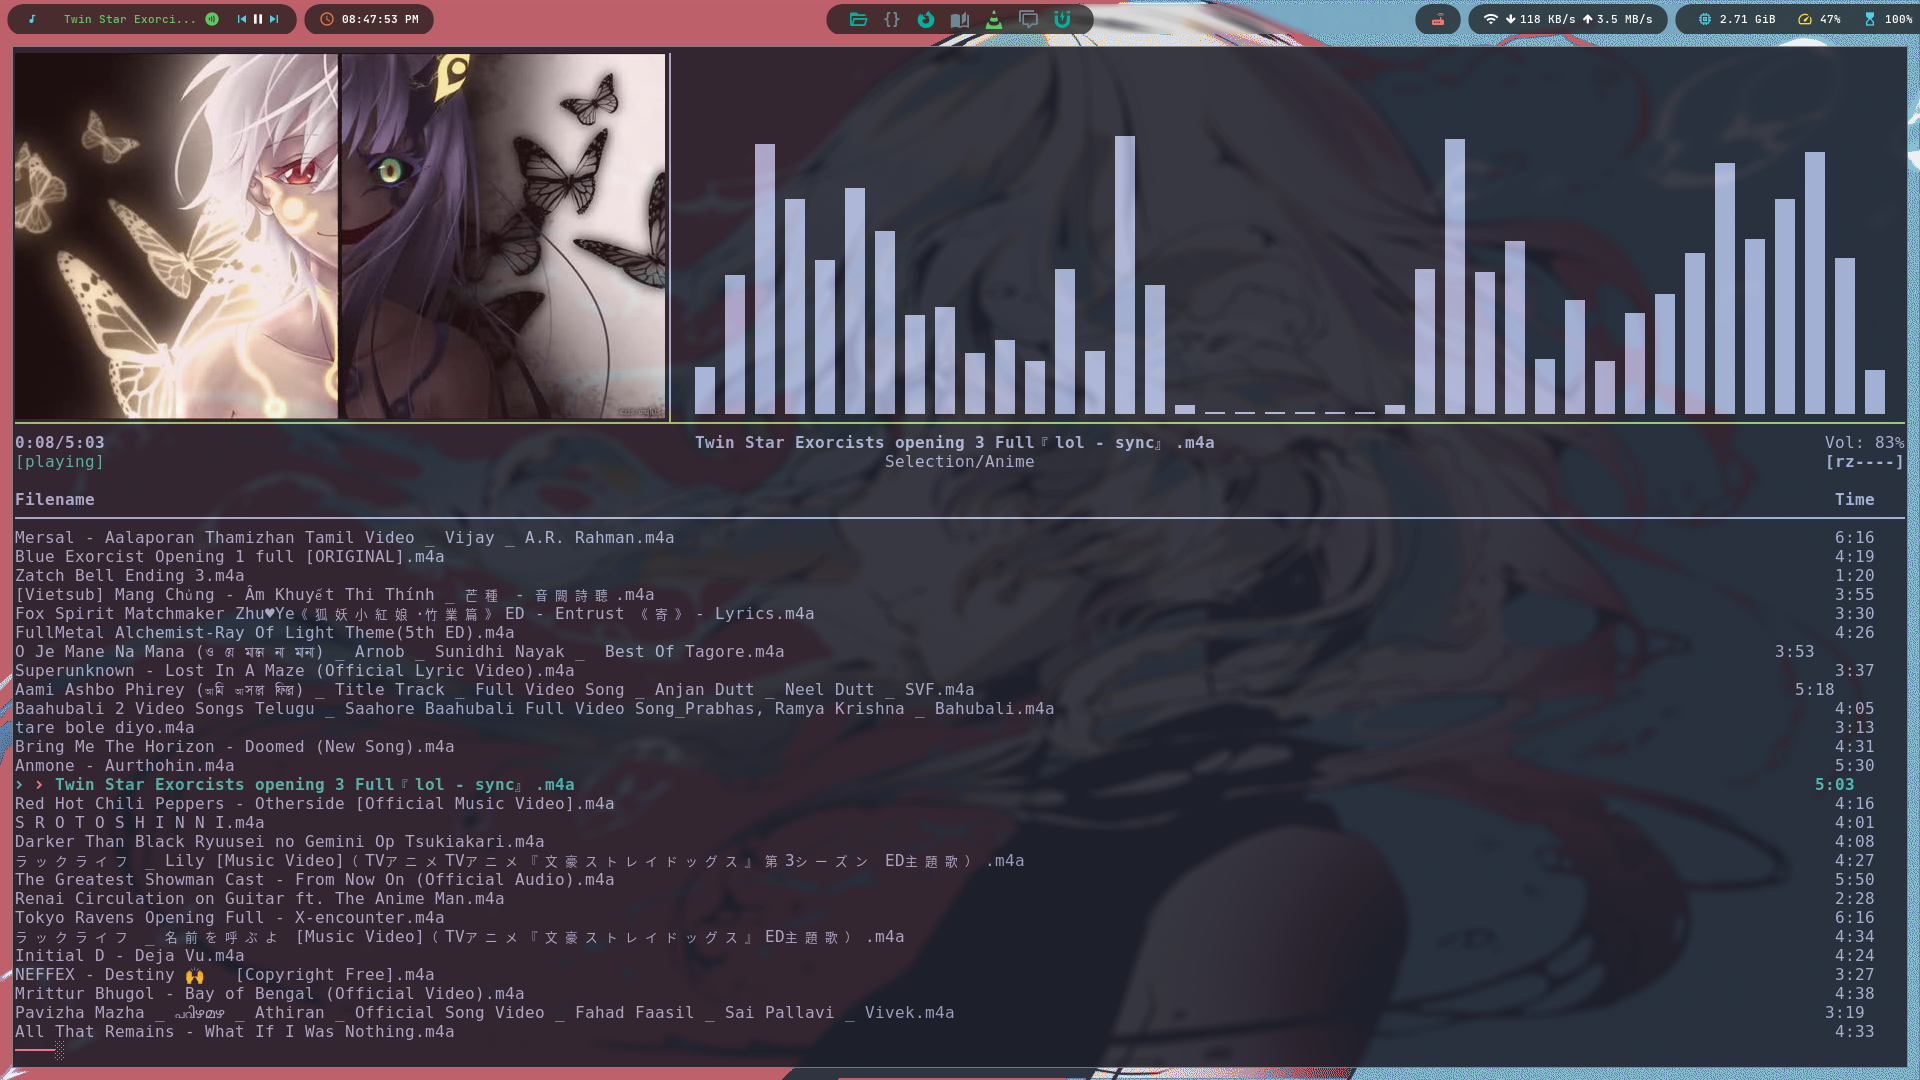 Twin Star Exorci...
08:47:53 PM
118 KB/s 3.5 MB/s
2.71 GiB 47% 100%
0:08/5:03 Twin Star Exorcists opening 3 Full『lol - sync』.m4a Vol: 83%
[playing] Selection/Anime [rz----]
Filename Time
Mersal - Aalaporan Thamizhan Tamil Video _ Vijay _ A.R. Rahman.m4a 6:16
Blue Exorcist Opening 1 full [ORIGINAL].m4a 4:19
Zatch Bell Ending 3.m4a 1:20
[Vietsub] Mang Chủng - Âm Khuyết Thi Thính _ 芒種 - 音闕詩聽.m4a 3:55
Fox Spirit Matchmaker Zhu♥Ye《狐妖小紅娘·竹業篇》ED - Entrust 《寄》 - Lyrics.m4a 3:30
FullMetal Alchemist-Ray Of Light Theme(5th ED).m4a 4:26
O Je Mane Na Mana (ও যে মানে না মানা) _ Arnob _ Sunidhi Nayak _  Best Of Tagore.m4a 3:53
Superunknown - Lost In A Maze (Official Lyric Video).m4a 3:37
Aami Ashbo Phirey (আমি আসবো ফিরে) _ Title Track _ Full Video Song _ Anjan Dutt _ Neel Dutt _ SVF.m4a 5:18
Baahubali 2 Video Songs Telugu _ Saahore Baahubali Full Video Song_Prabhas, Ramya Krishna _ Bahubali.m4a 4:05
tare bole diyo.m4a 3:13
Bring Me The Horizon - Doomed (New Song).m4a 4:31
Anmone - Aurthohin.m4a 5:30
› › Twin Star Exorcists opening 3 Full『lol - sync』.m4a 5:03
Red Hot Chili Peppers - Otherside [Official Music Video].m4a 4:16
S R O T O S H I N N I.m4a 4:01
Darker Than Black Ryuusei no Gemini Op Tsukiakari.m4a 4:08
ラックライフ _ Lily [Music Video]（TVアニメTVアニメ『文豪ストレイドッグス』第3シーズン ED主題歌）.m4a 4:27
The Greatest Showman Cast - From Now On (Official Audio).m4a 5:50
Renai Circulation on Guitar ft. The Anime Man.m4a 2:28
Tokyo Ravens Opening Full - X-encounter.m4a 6:16
ラックライフ _ 名前を呼ぶよ [Music Video]（TVアニメ『文豪ストレイドッグス』ED主題歌）.m4a 4:34
Initial D - Deja Vu.m4a 4:24
NEFFEX - Destiny 🙌 [Copyright Free].m4a 3:27
Mrittur Bhugol - Bay of Bengal (Official Video).m4a 4:38
Pavizha Mazha _ പവിഴമഴ _ Athiran _ Official Song Video _ Fahad Faasil _ Sai Pallavi _ Vivek.m4a 3:19
All That Remains - What If I Was Nothing.m4a 4:33